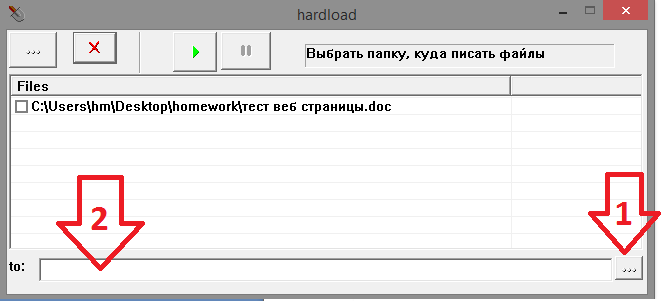 hardload
...
Выбрать папку, куда писать файлы
Files
C:\Users\hm\Desktop\homework\тест веб страницы.doc
2
1
to:
...